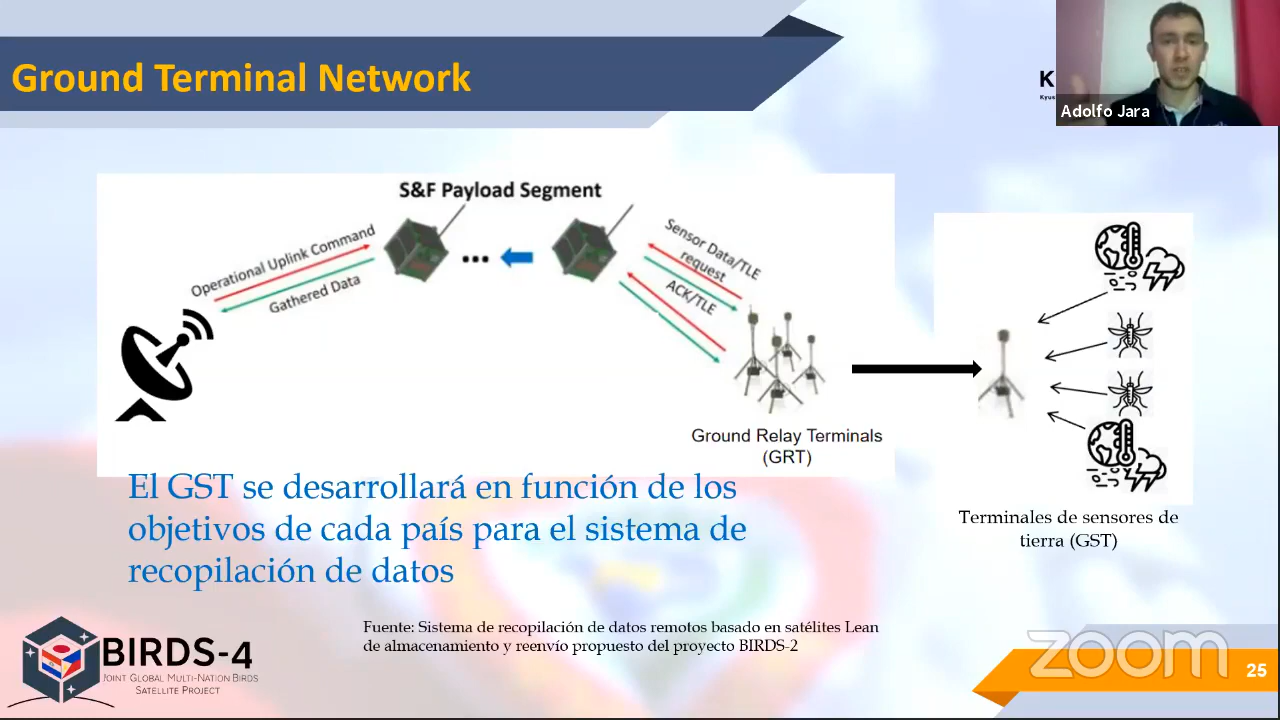 Ground Terminal Network
K
Kyus
Adolfo Jara
S&F Payload Segment
Operational Uplink Command
Gathered Data
Sensor Data/TLE
request
ACK/TLE
Ground Relay Terminals
(GRT)
El GST se desarrollará en función de los
objetivos de cada país para el sistema de
recopilación de datos
Terminales de sensores de
tierra (GST)
Fuente: Sistema de recopilación de datos remotos basado en satélites Lean
de almacenamiento y reenvío propuesto del proyecto BIRDS-2
BIRDS-4
JOINT GLOBAL MULTI-NATION BIRDS
SATELLITE PROJECT
zoom
25